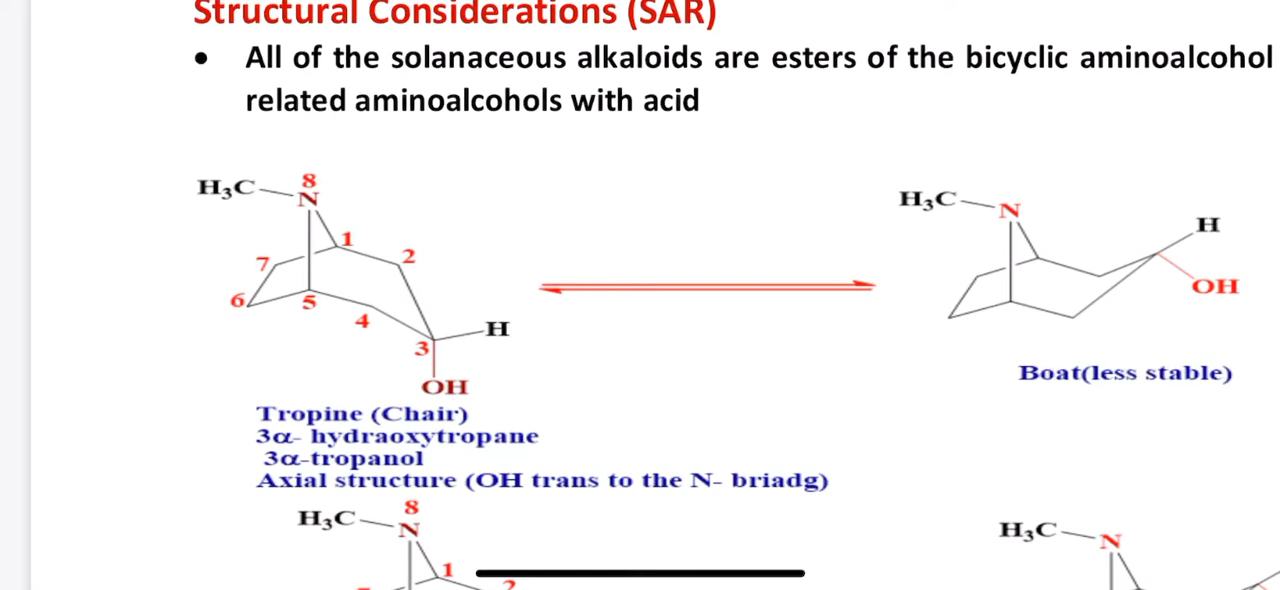 Structural Considerations (SAR)
• All of the solanaceous alkaloids are esters of the bicyclic aminoalcohol
related aminoalcohols with acid
H3C N 8
1
2
7
6
5
4
3
H
OH
H3C N
H
OH
Boat(less stable)
Tropine (Chair)
3α- hydraoxytropane
3α-tropanol
Axial structure (OH trans to the N- briadg)
H3C N 8
1
2
H3C N